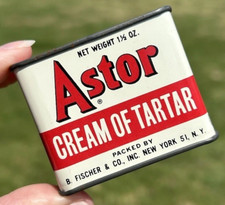 NET WEIGHT 1½ OZ.
Astor
®
CREAM OF TARTAR
PACKED BY
B. FISCHER & CO., INC. NEW YORK 51, N.Y.